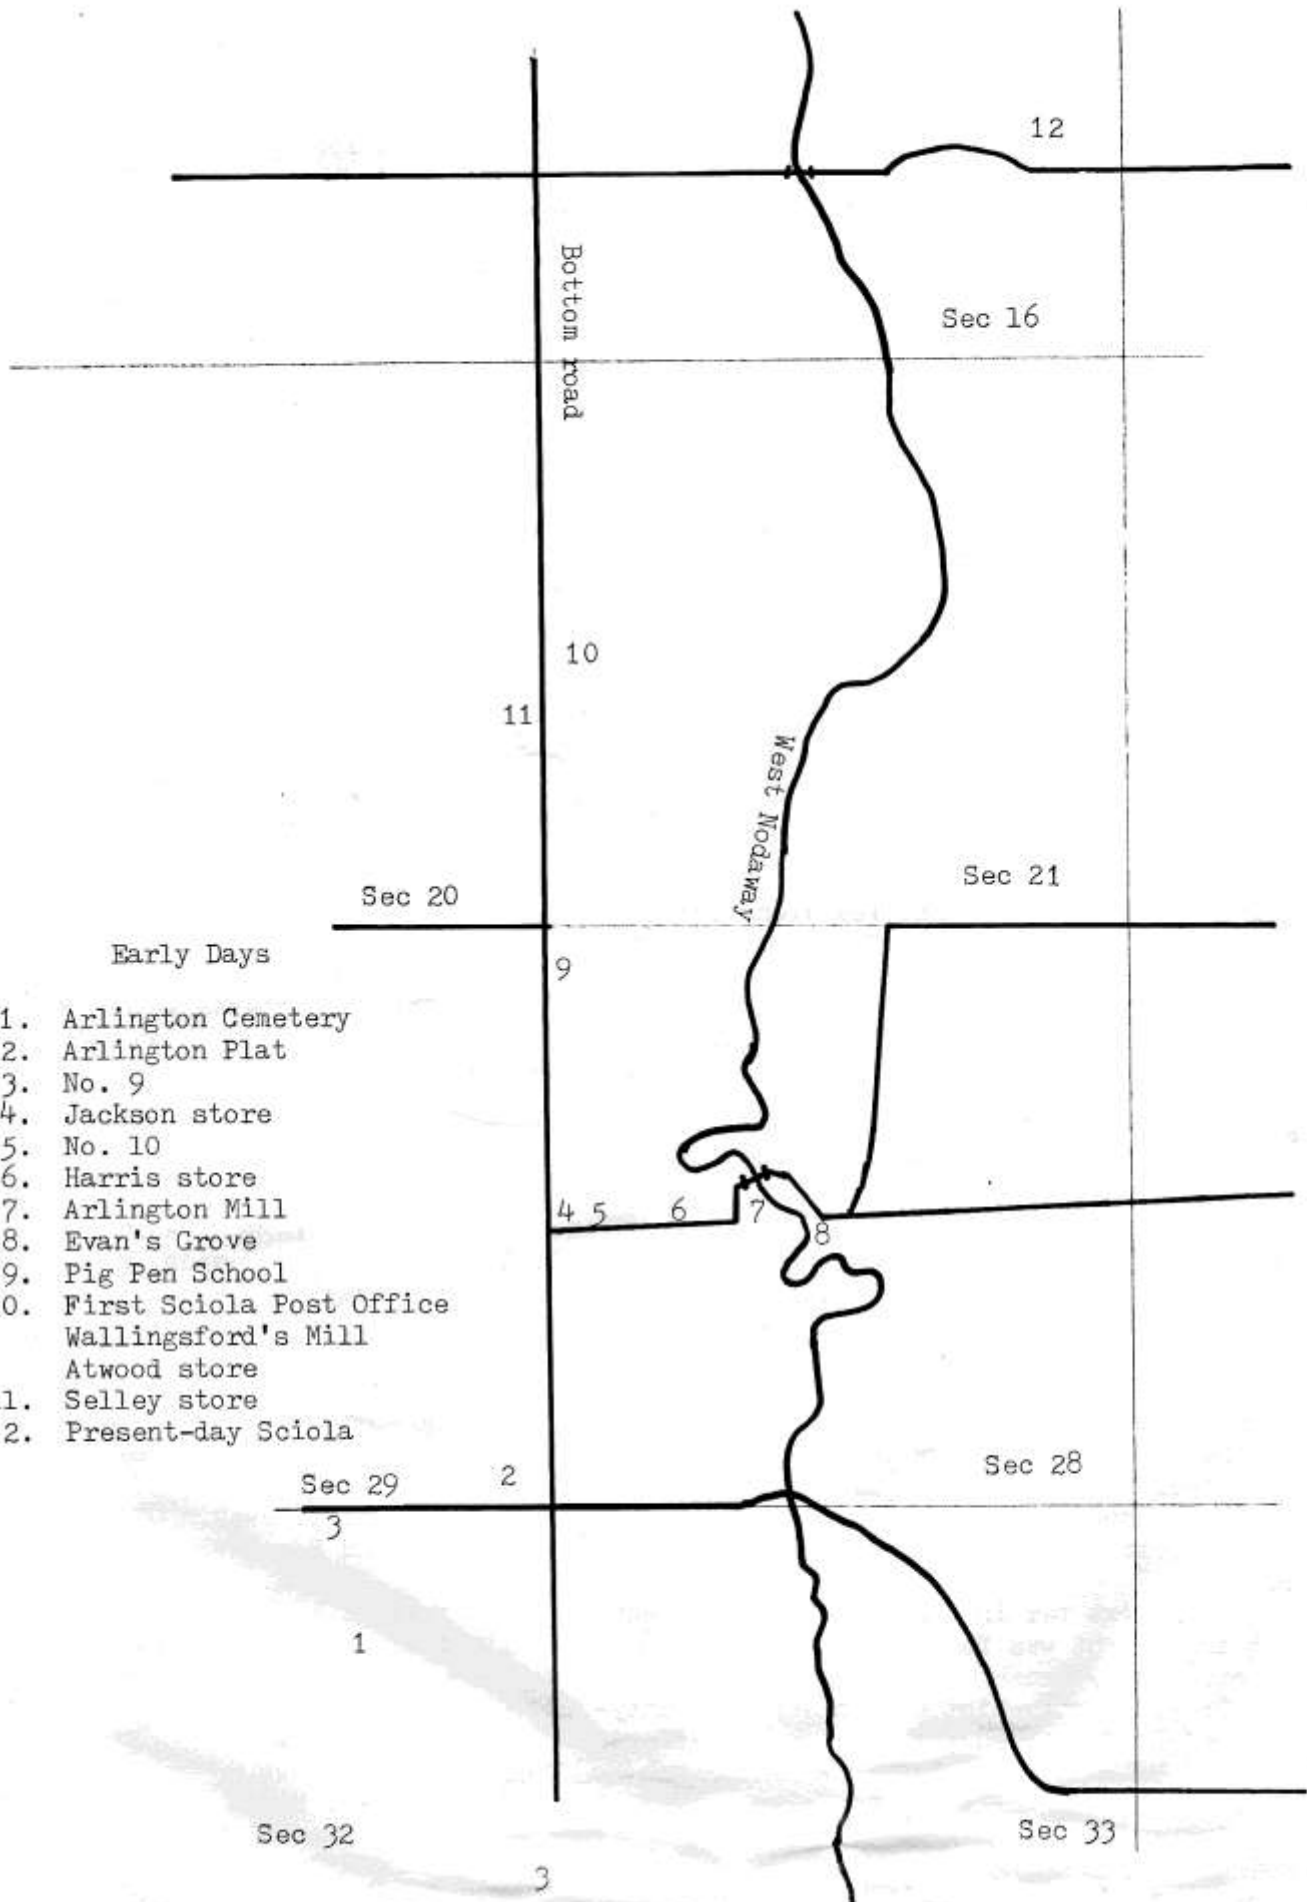 12
Bottom road
Sec 16
10
11
West Nodaway
Sec 20
Sec 21
9
Early Days
1. Arlington Cemetery
2. Arlington Plat
3. No. 9
4. Jackson store
5. No. 10
6. Harris store
7. Arlington Mill
8. Evan's Grove
9. Pig Pen School
0. First Sciola Post Office
Wallingsford's Mill
Atwood store
1. Selley store
2. Present-day Sciola
4 5 6 7
8
Sec 29
2
Sec 28
3
1
Sec 32
Sec 33
3